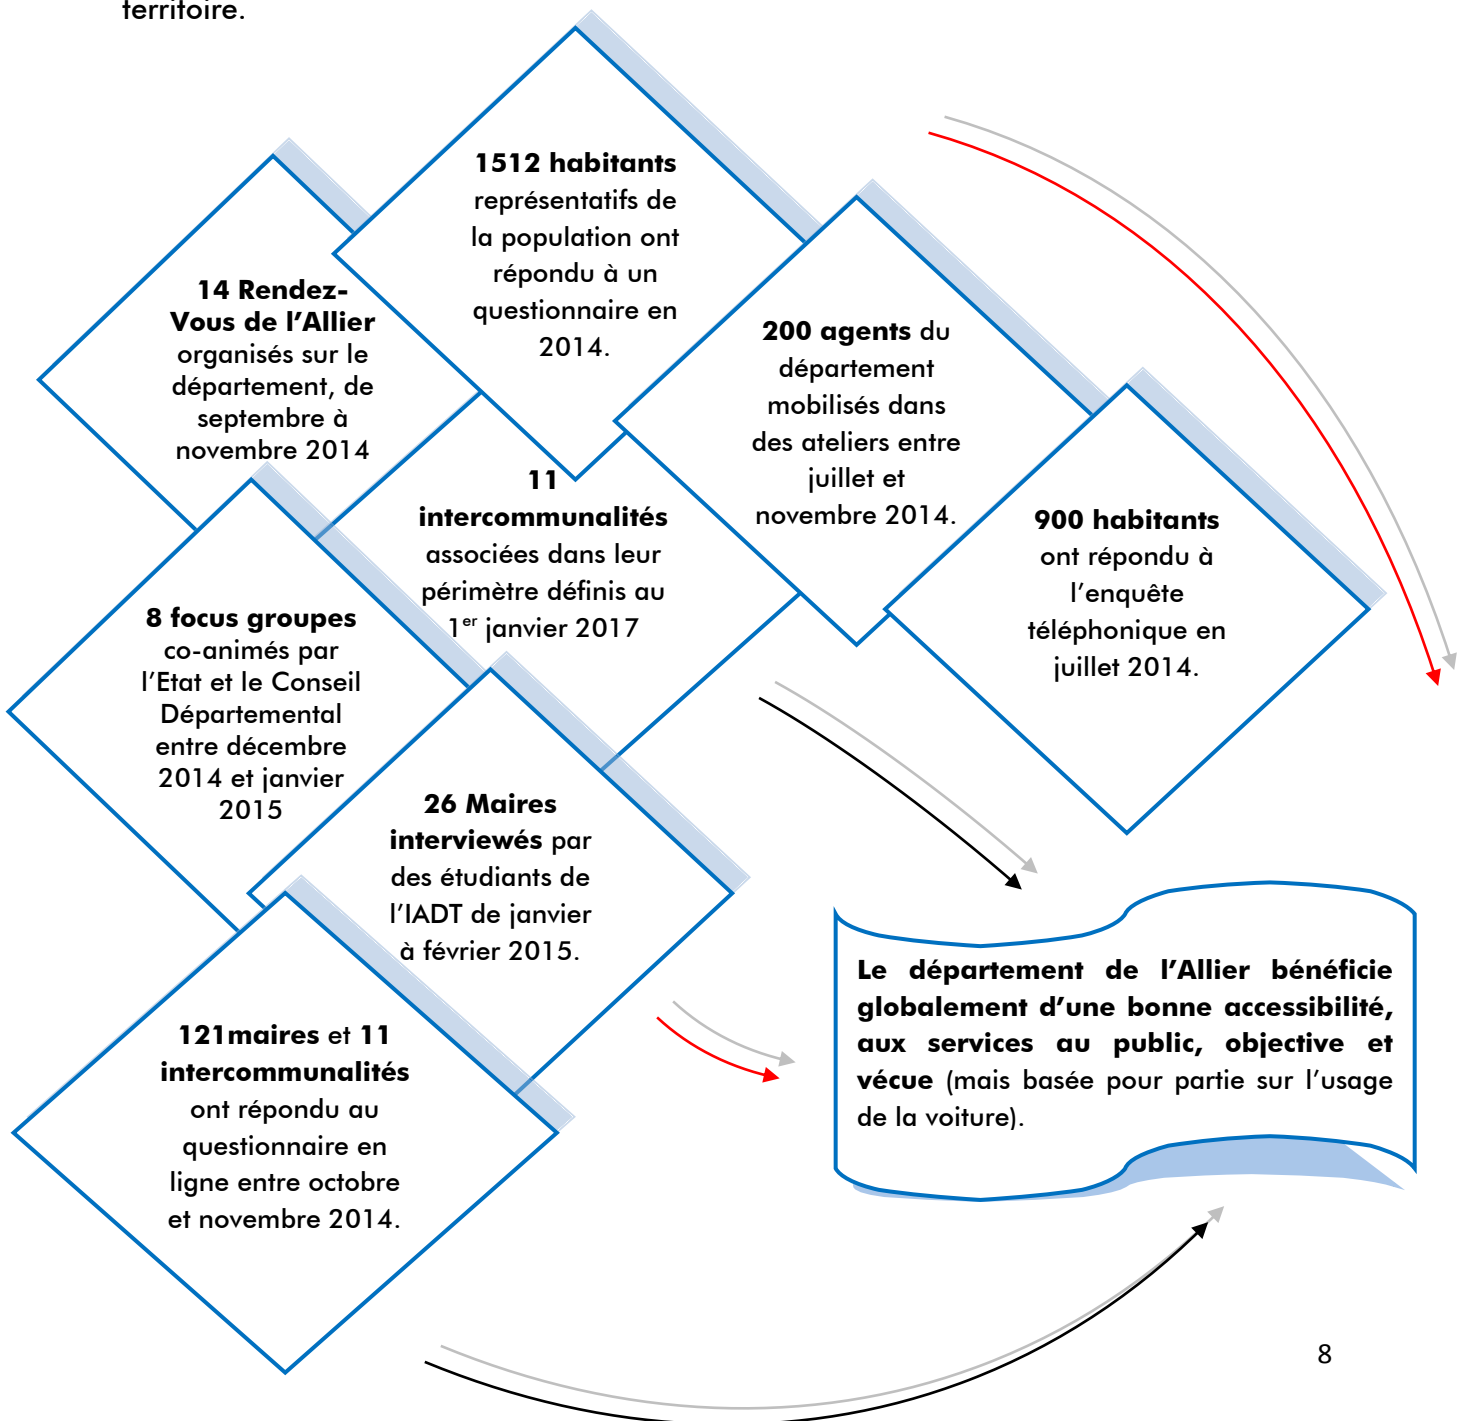 territoire.
1512 habitants
représentatifs de
la population ont
répondu à un
questionnaire en
2014.
14 Rendez-
Vous de l'Allier
organisés sur le
département, de
septembre à
novembre 2014
200 agents du
département
mobilisés dans
des ateliers entre
juillet et
novembre 2014.
11
intercommunalités
associées dans leur
périmètre définis au
1er janvier 2017
900 habitants
ont répondu à
l'enquête
téléphonique en
juillet 2014.
8 focus groupes
co-animés par
l'Etat et le Conseil
Départemental
entre décembre
2014 et janvier
2015
26 Maires
interviewés par
des étudiants de
l'IADT de janvier
à février 2015.
Le département de l'Allier bénéficie
globalement d'une bonne accessibilité,
aux services au public, objective et
vécue (mais basée pour partie sur l'usage
de la voiture).
121maires et 11
intercommunalités
ont répondu au
questionnaire en
ligne entre octobre
et novembre 2014.
8